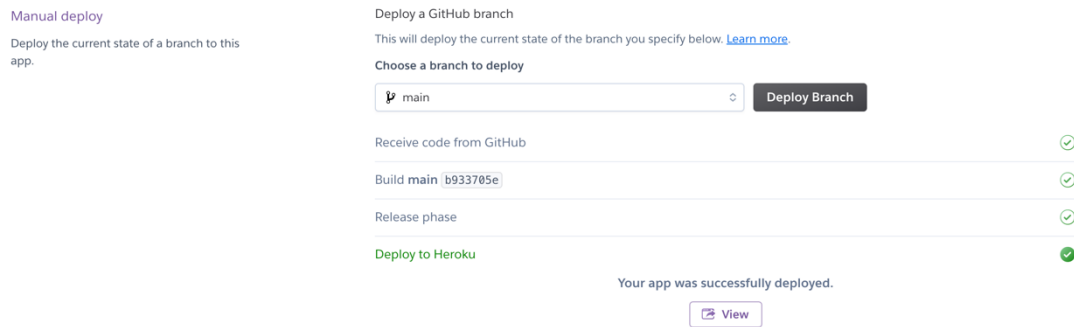 Manual deploy
Deploy the current state of a branch to this
app.
Deploy a GitHub branch
This will deploy the current state of the branch you specify below. Learn more.
Choose a branch to deploy
main
Deploy Branch
Receive code from GitHub
Build main b933705e
Release phase
Deploy to Heroku
Your app was successfully deployed.
View